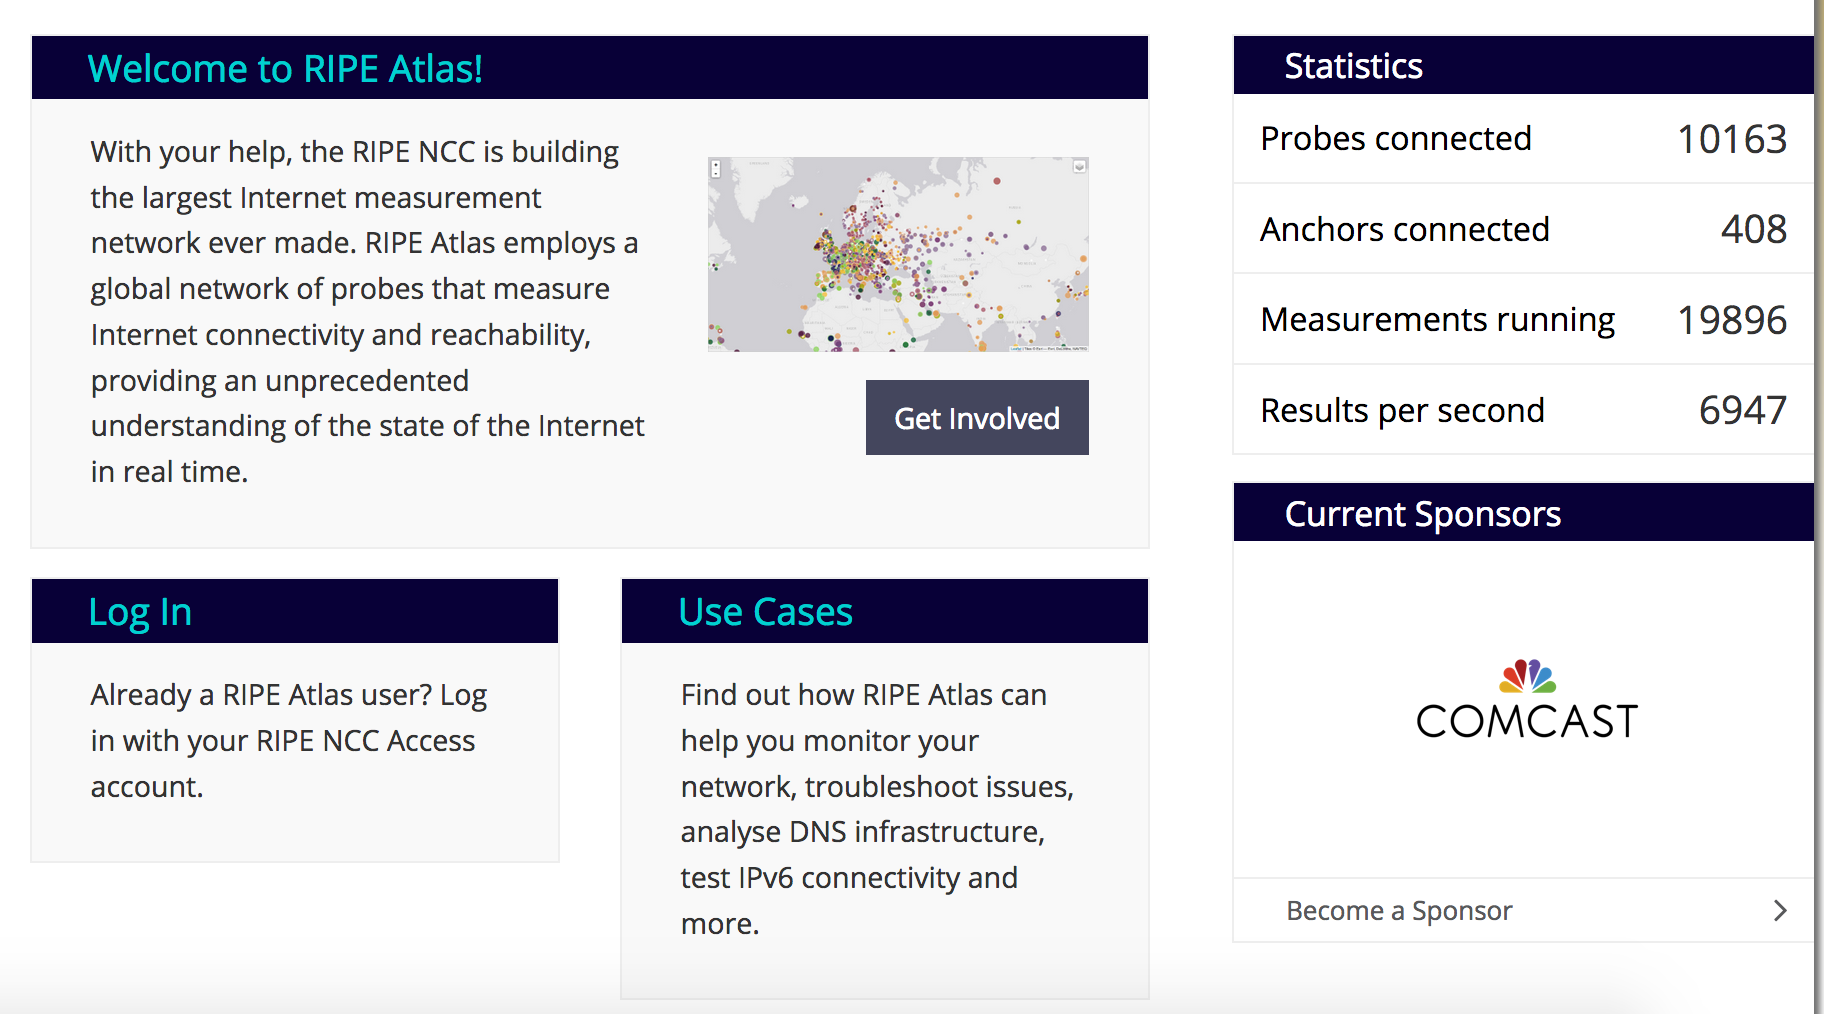 Welcome to RIPE Atlas!
With your help, the RIPE NCC is building
the largest Internet measurement
network ever made. RIPE Atlas employs a
global network of probes that measure
Internet connectivity and reachability,
providing an unprecedented
understanding of the state of the Internet
in real time.
Get Involved
Log In
Already a RIPE Atlas user? Log
in with your RIPE NCC Access
account.
Use Cases
Find out how RIPE Atlas can
help you monitor your
network, troubleshoot issues,
analyse DNS infrastructure,
test IPv6 connectivity and
more.
Statistics
Probes connected 10163
Anchors connected 408
Measurements running 19896
Results per second 6947
Current Sponsors
COMCAST
Become a Sponsor